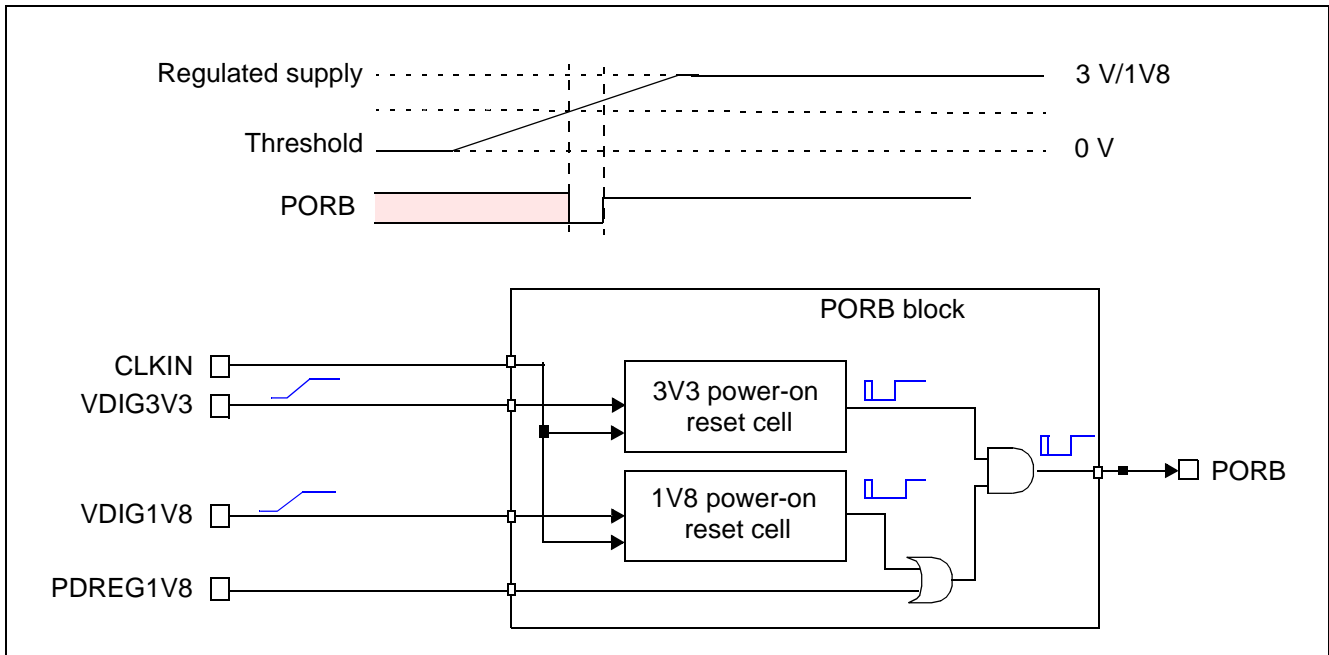 Regulated supply
3 V/1V8
Threshold
0 V
PORB
PORB block
CLKIN
VDIG3V3
3V3 power-on
reset cell
VDIG1V8
1V8 power-on
reset cell
PORB
PDREG1V8